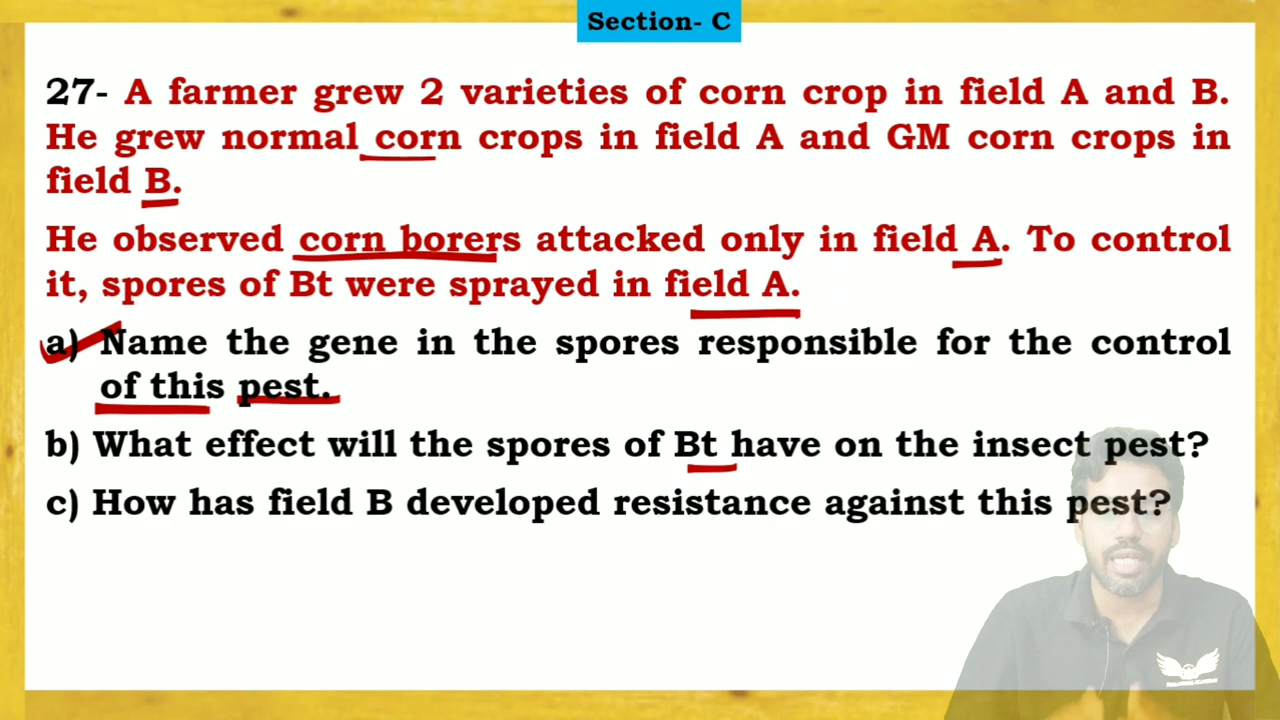 Section- C
27- A farmer grew 2 varieties of corn crop in field A and B.
He grew normal corn crops in field A and GM corn crops in
field B.
He observed corn borers attacked only in field A. To control
it, spores of Bt were sprayed in field A.
a) Name the gene in the spores responsible for the control
of this pest.
b) What effect will the spores of Bt have on the insect pest?
c) How has field B developed resistance against this pest?